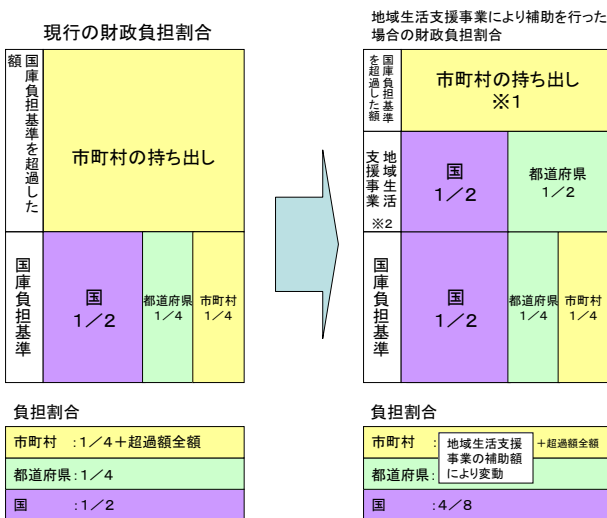 現行の財政負担割合
国庫負担基準を超過した
額
市町村の持ち出し
国庫負担基準
国
1／2
都道府県
1／4
市町村
1／4
負担割合
市町村　：1／4＋超過額全額
都道府県：1／4
国　　　：1／2
地域生活支援事業により補助を行った
場合の財政負担割合
国庫負担基準
を超過した額
市町村の持ち出し
※1
地域生活
支援事業
※2
国
1／2
都道府県
1／2
国庫負担基準
国
1／2
都道府県
1／4
市町村
1／4
負担割合
市町村　：
＋超過額全額
地域生活支援
事業の補助額
により変動
都道府県：
国　　　：4／8